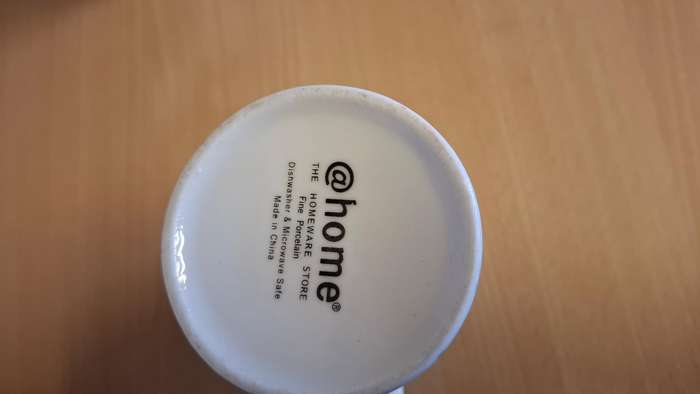 @home®
THE HOMEWARE STORE
Fine Porcelain
Dishwasher & Microwave Safe
Made in China